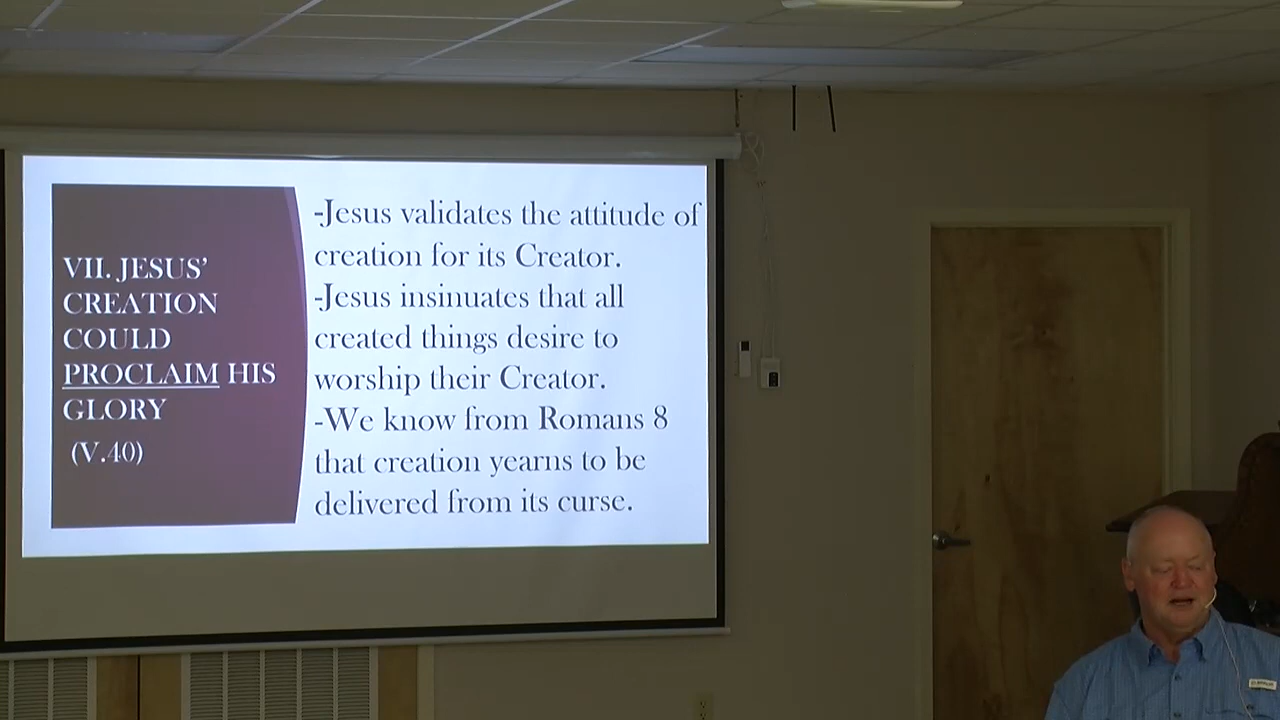 VII. JESUS'
CREATION
COULD
PROCLAIM HIS
GLORY
(V.40)
-Jesus validates the attitude of
creation for its Creator.
-Jesus insinuates that all
created things desire to
worship their Creator.
-We know from Romans 8
that creation yearns to be
delivered from its curse.